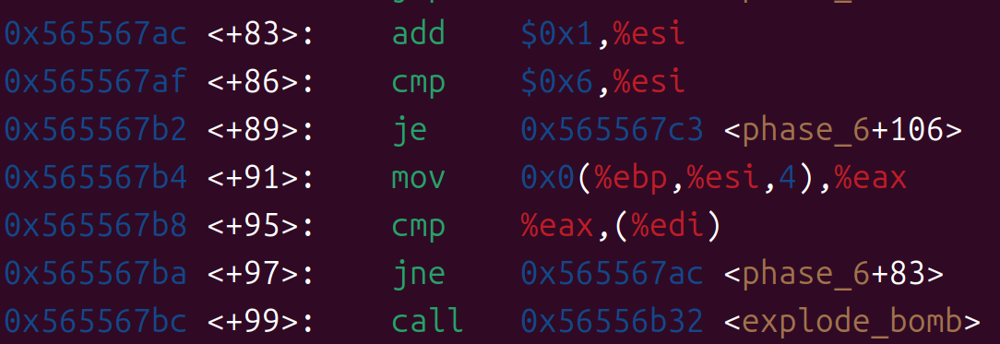 0x565567ac <+83>: add $0x1,%esi
0x565567af <+86>: cmp $0x6,%esi
0x565567b2 <+89>: je 0x565567c3 <phase_6+106>
0x565567b4 <+91>: mov 0x0(%ebp,%esi,4),%eax
0x565567b8 <+95>: cmp %eax,(%edi)
0x565567ba <+97>: jne 0x565567ac <phase_6+83>
0x565567bc <+99>: call 0x56556b32 <explode_bomb>